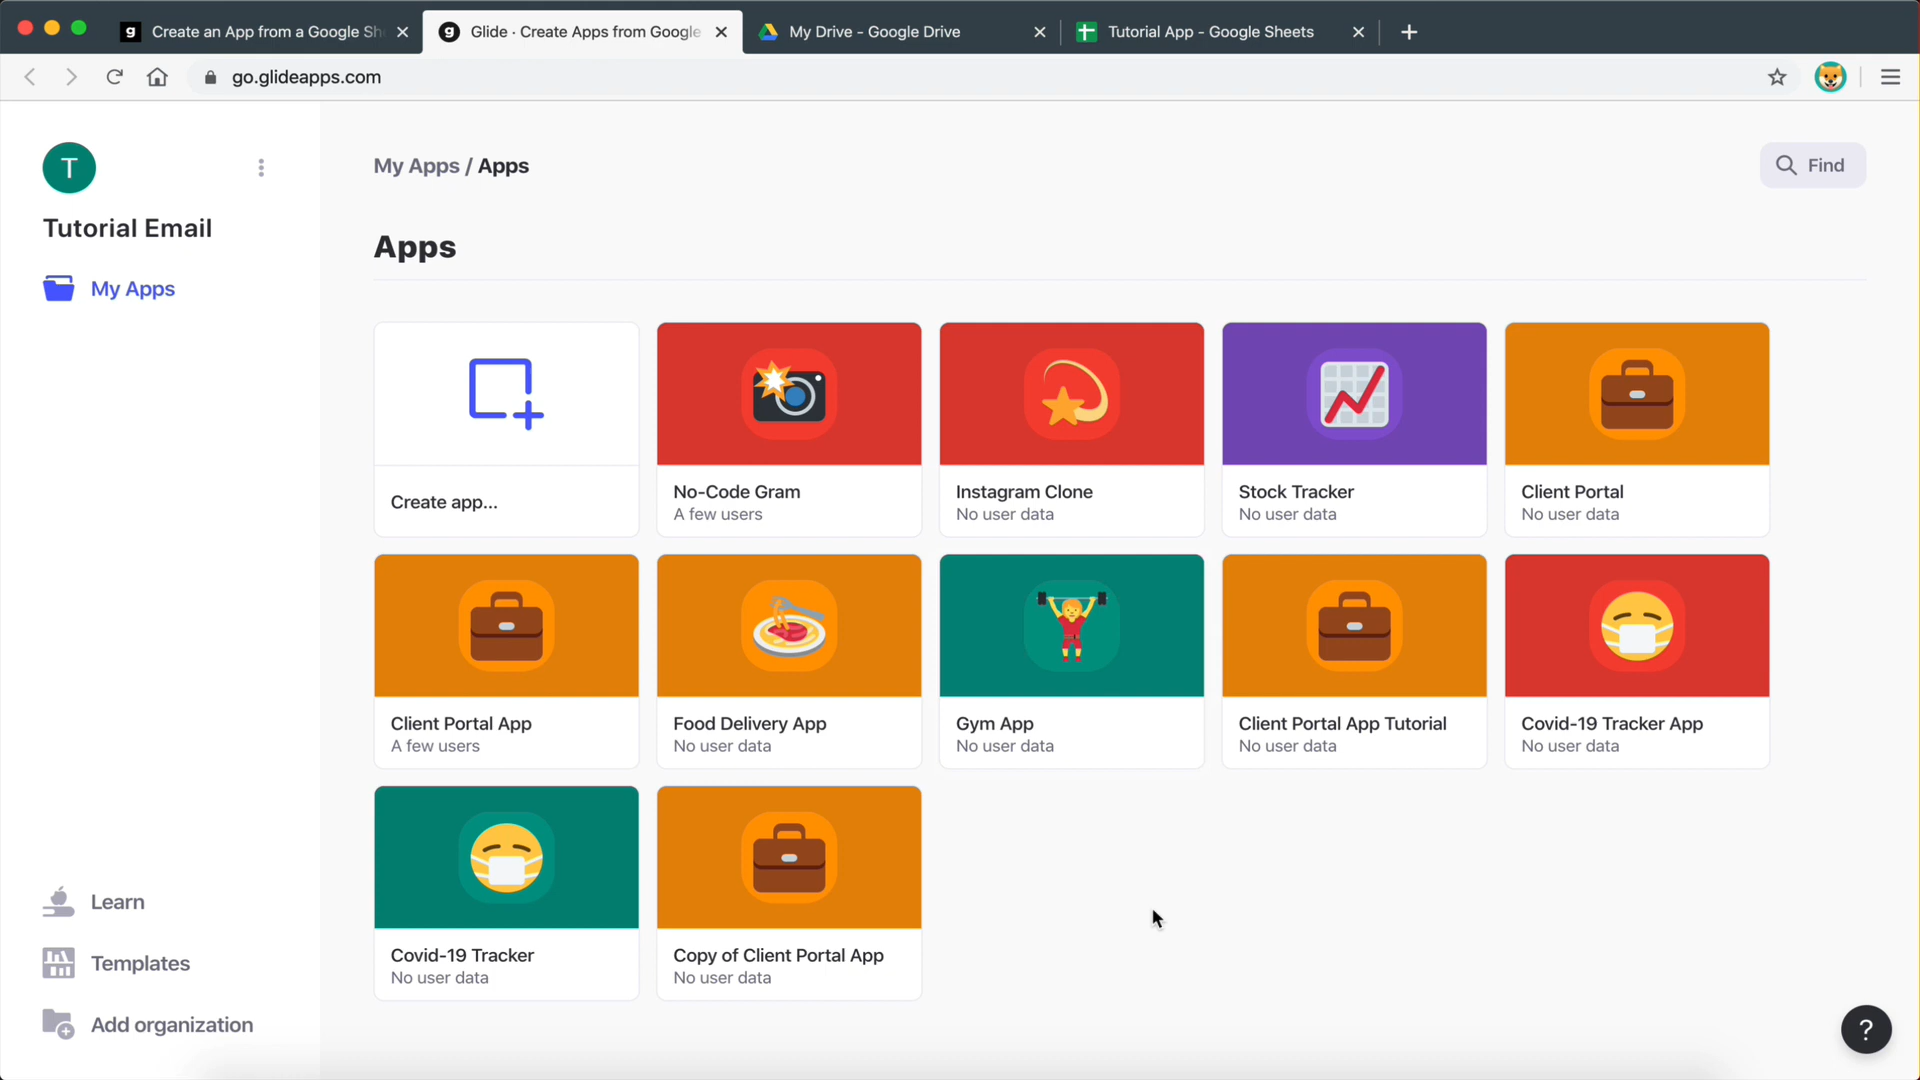 Create an App from a Google Sh
Glide · Create Apps from Google
My Drive - Google Drive
Tutorial App - Google Sheets
go.glideapps.com
T
Tutorial Email
My Apps
Learn
Templates
Add organization
My Apps / Apps
Find
Apps
Create app...
No-Code Gram
A few users
Instagram Clone
No user data
Stock Tracker
No user data
Client Portal
No user data
Client Portal App
A few users
Food Delivery App
No user data
Gym App
No user data
Client Portal App Tutorial
No user data
Covid-19 Tracker App
No user data
Covid-19 Tracker
No user data
Copy of Client Portal App
No user data
?